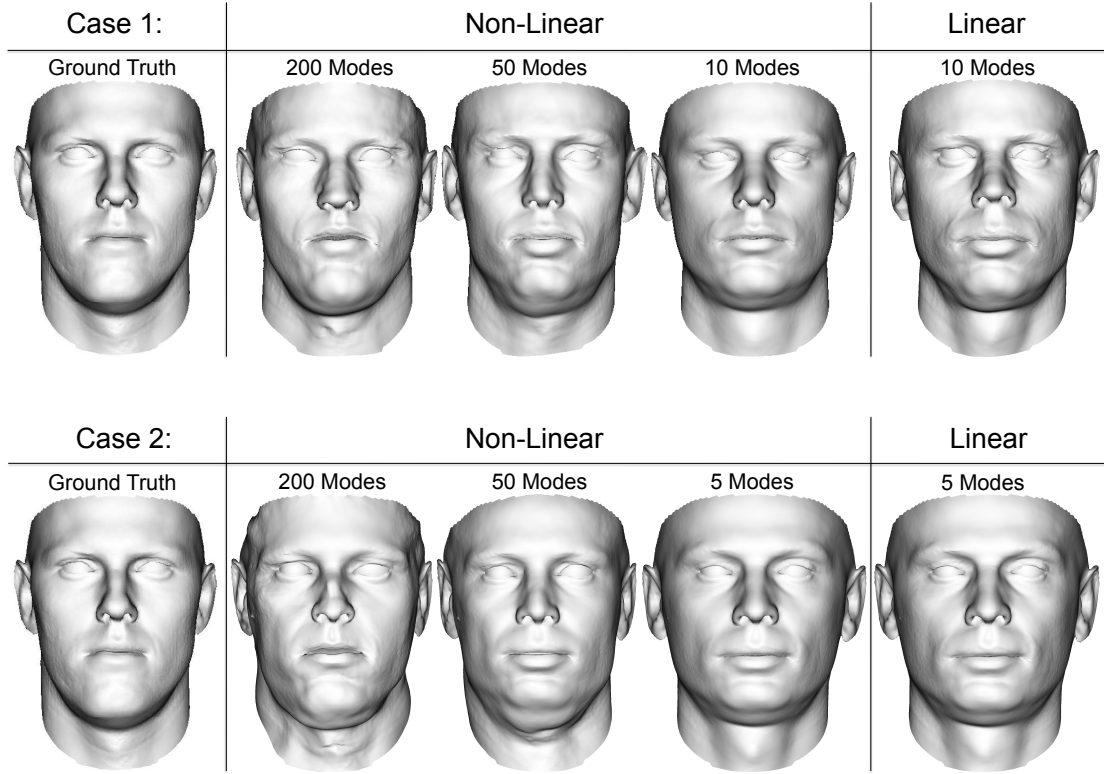 Case 1: Non-Linear Linear
Ground Truth 200 Modes 50 Modes 10 Modes 10 Modes
Case 2: Non-Linear Linear
Ground Truth 200 Modes 50 Modes 5 Modes 5 Modes